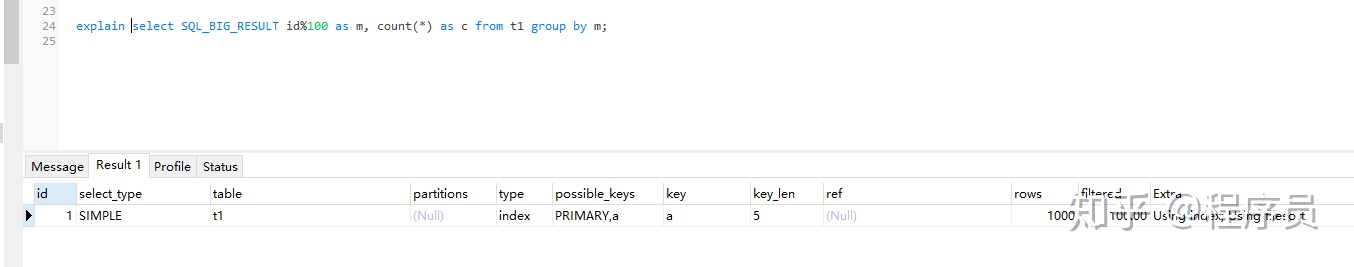 23
24 explain select SQL_BIG_RESULT id%100 as m, count(*) as c from t1 group by m;
25
Message Result 1 Profile Status
id select_type table partitions type possible_keys key key_len ref rows filtered Extra
1 SIMPLE t1 (Null) index PRIMARY,a a 5 (Null) 1000 100.00 Using index; Using filesort
知乎 @程序员